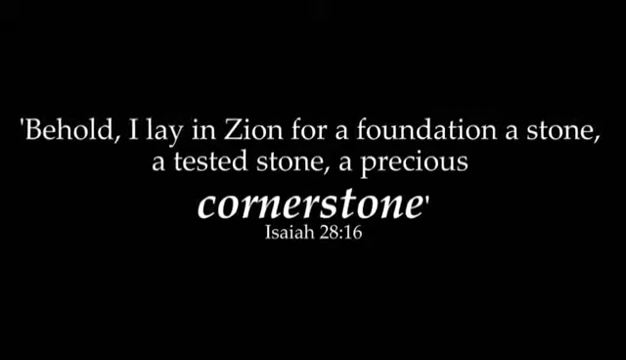 'Behold, I lay in Zion for a foundation a stone,
a tested stone, a precious
cornerstone'
Isaiah 28:16